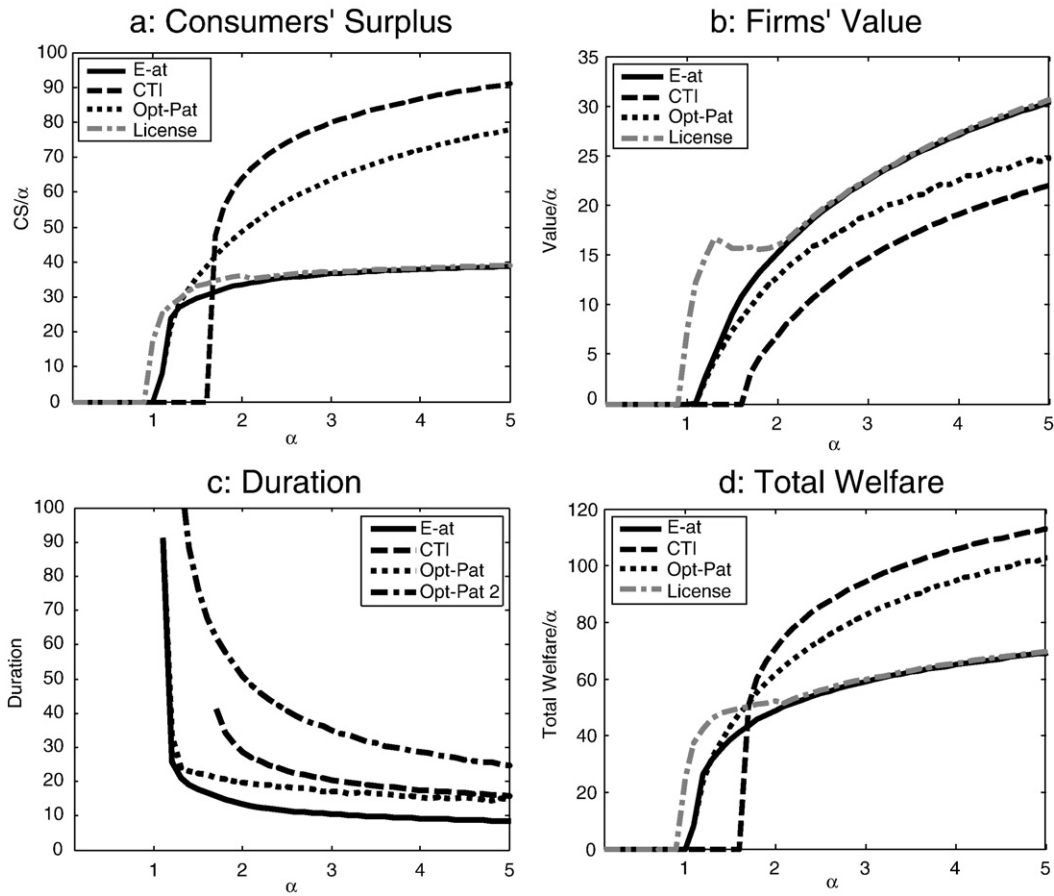 a: Consumers' Surplus
100
90
80
70
60
50
40
30
20
10
0
CS/α
E-at
CTI
Opt-Pat
License
1
2
3
4
5
α
b: Firms' Value
35
30
25
20
15
10
5
0
Value/α
E-at
CTI
Opt-Pat
License
1
2
3
4
5
α
c: Duration
100
90
80
70
60
50
40
30
20
10
0
Duration
E-at
CTI
Opt-Pat
Opt-Pat 2
1
2
3
4
5
α
d: Total Welfare
120
100
80
60
40
20
0
Total Welfare/α
E-at
CTI
Opt-Pat
License
1
2
3
4
5
α